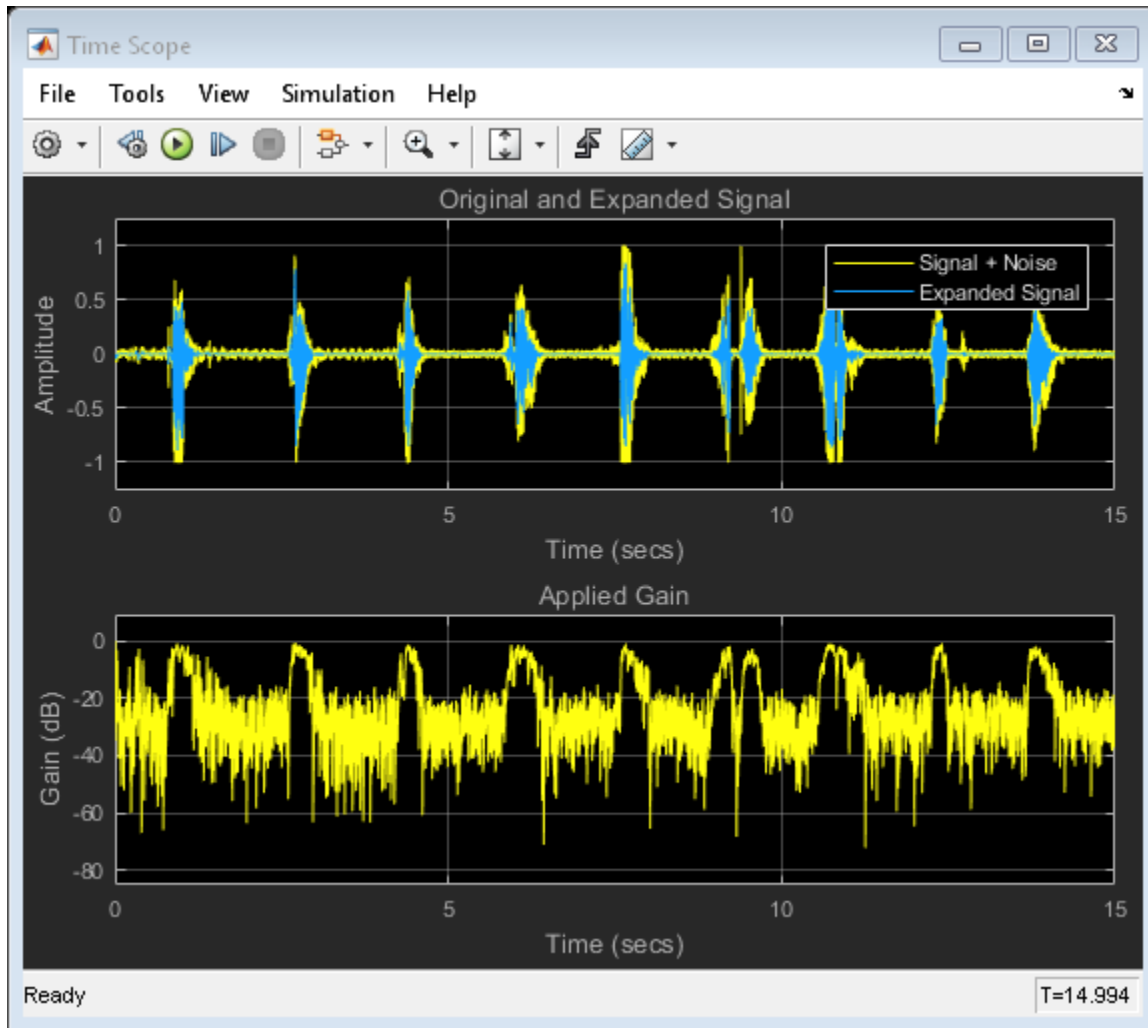 Time Scope
File Tools View Simulation Help
Original and Expanded Signal
Signal + Noise
Expanded Signal
Amplitude
1
0.5
0
-0.5
-1
0 5 10 15
Time (secs)
Applied Gain
Gain (dB)
0
-20
-40
-60
-80
0 5 10 15
Time (secs)
Ready T=14.994